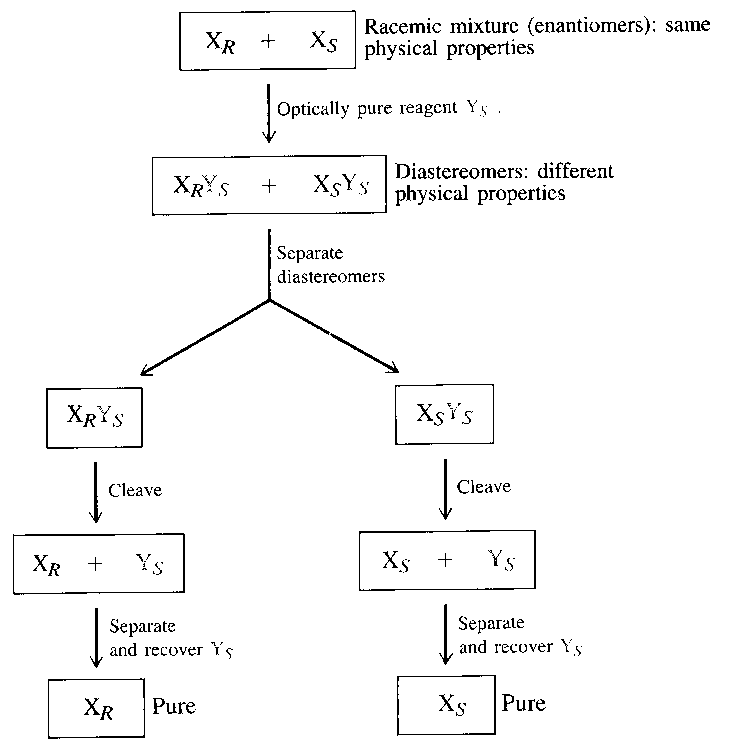 X_R + X_S Racemic mixture (enantiomers): same
physical properties
Optically pure reagent Y_S .
X_RY_S + X_SY_S Diastereomers: different
physical properties
Separate
diastereomers
X_RY_S X_SY_S
Cleave Cleave
X_R + Y_S X_S + Y_S
Separate Separate
and recover Y_S and recover Y_S
X_R Pure X_S Pure